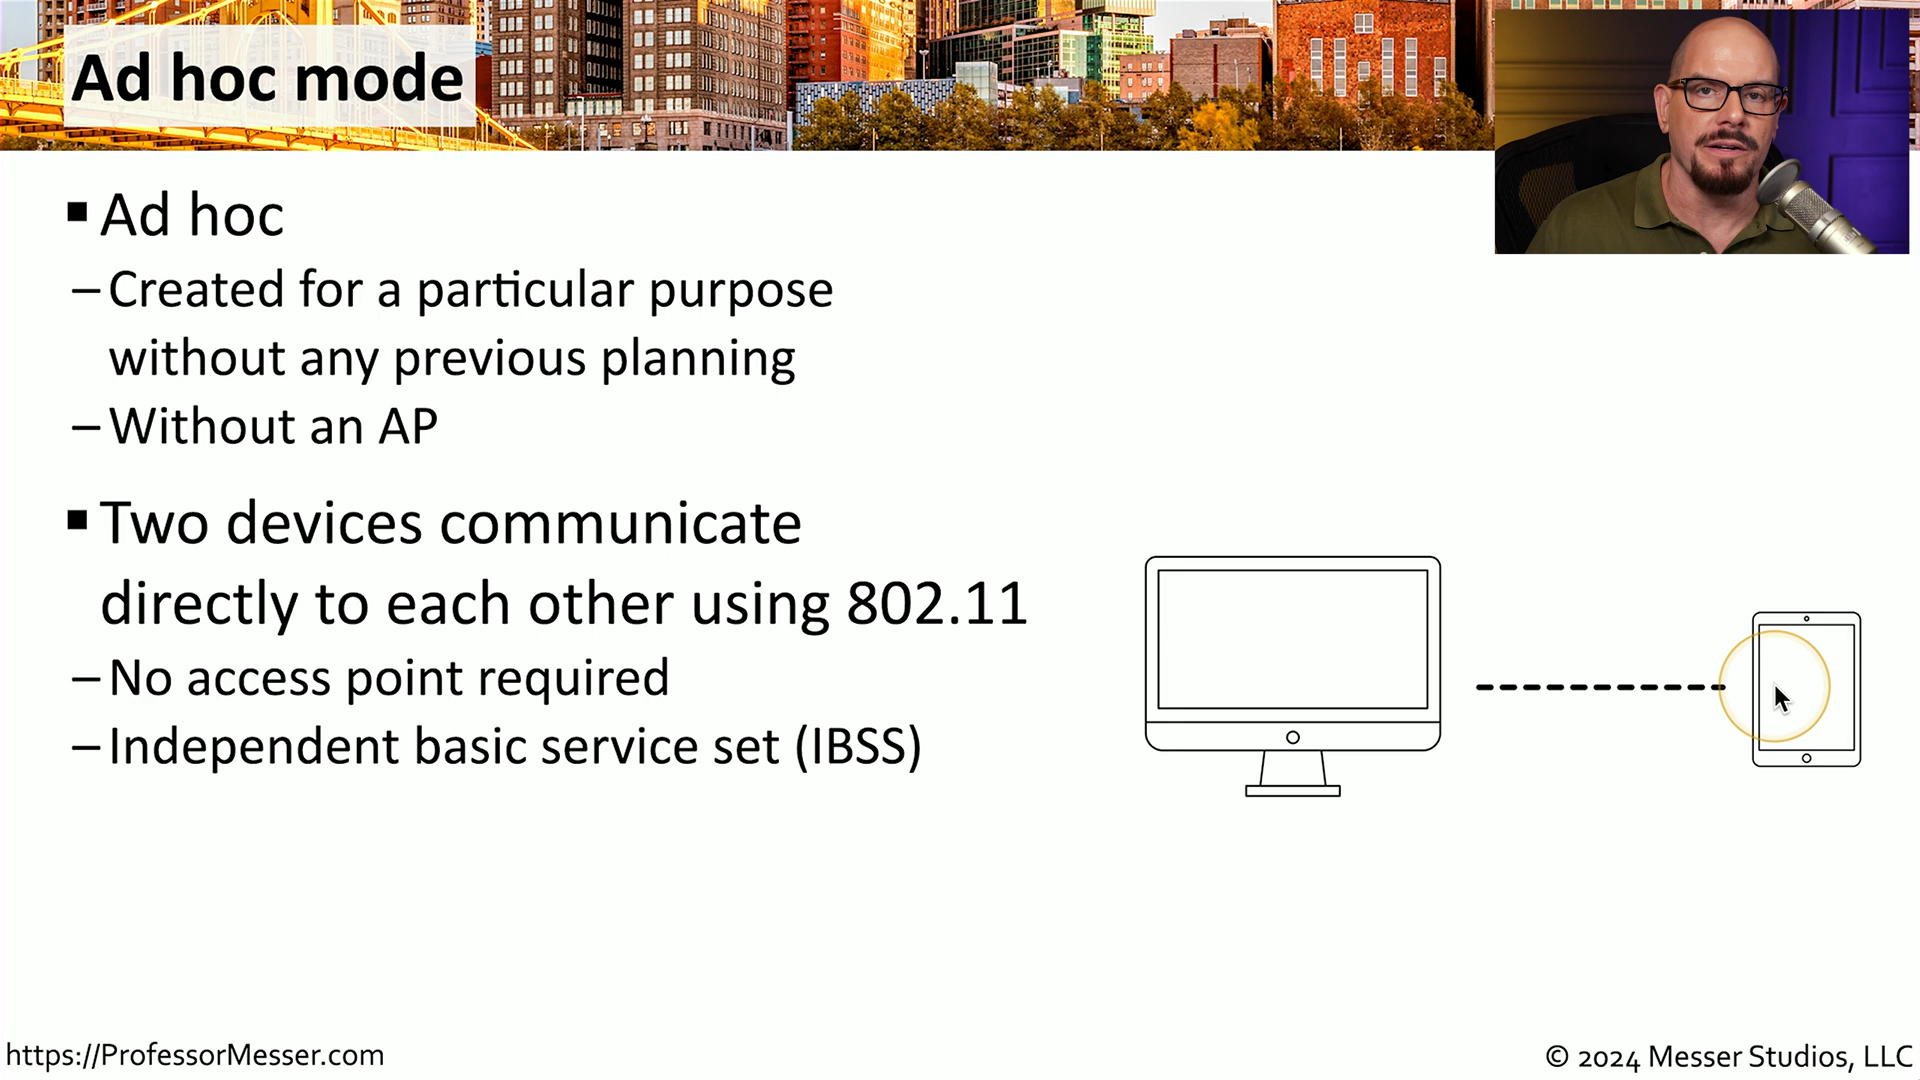 Ad hoc mode
▪ Ad hoc
– Created for a particular purpose
without any previous planning
– Without an AP
▪ Two devices communicate
directly to each other using 802.11
– No access point required
– Independent basic service set (IBSS)
https://ProfessorMesser.com
© 2024 Messer Studios, LLC